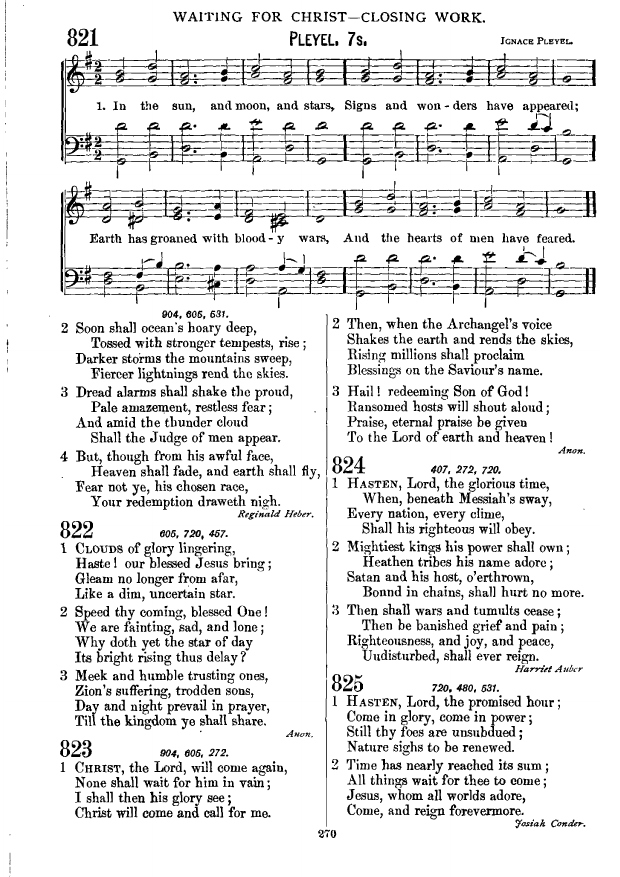 WAITING FOR CHRIST—CLOSING WORK.
821 PLEYEL. 7s. IGNACE PLEYEL.
1. In the sun, and moon, and stars, Signs and won - ders have appeared;
Earth has groaned with blood - y wars, And the hearts of men have feared.
904, 605, 531.
2 Soon shall ocean's hoary deep,
Tossed with stronger tempests, rise;
Darker storms the mountains sweep,
Fiercer lightnings rend the skies.
3 Dread alarms shall shake the proud,
Pale amazement, restless fear;
And amid the thunder cloud
Shall the Judge of men appear.
4 But, though from his awful face,
Heaven shall fade, and earth shall fly,
Fear not ye, his chosen race,
Your redemption draweth nigh.
Reginald Heber.
822 605, 720, 457.
1 CLOUDS of glory lingering,
Haste! our blessed Jesus bring;
Gleam no longer from afar,
Like a dim, uncertain star.
2 Speed thy coming, blessed One!
We are fainting, sad, and lone;
Why doth yet the star of day
Its bright rising thus delay?
3 Meek and humble trusting ones,
Zion's suffering, trodden sons,
Day and night prevail in prayer,
Till the kingdom ye shall share.
Anon.
823 904, 605, 272.
1 CHRIST, the Lord, will come again,
None shall wait for him in vain;
I shall then his glory see;
Christ will come and call for me.
2 Then, when the Archangel's voice
Shakes the earth and rends the skies,
Rising millions shall proclaim
Blessings on the Saviour's name.
3 Hail! redeeming Son of God!
Ransomed hosts will shout aloud;
Praise, eternal praise be given
To the Lord of earth and heaven!
Anon.
824 407, 272, 720.
1 HASTEN, Lord, the glorious time,
When, beneath Messiah's sway,
Every nation, every clime,
Shall his righteous will obey.
2 Mightiest kings his power shall own;
Heathen tribes his name adore;
Satan and his host, o'erthrown,
Bound in chains, shall hurt no more.
3 Then shall wars and tumults cease;
Then be banished grief and pain;
Righteousness, and joy, and peace,
Undisturbed, shall ever reign.
Harriet Auber
825 720, 480, 531.
1 HASTEN, Lord, the promised hour;
Come in glory, come in power;
Still thy foes are unsubdued;
Nature sighs to be renewed.
2 Time has nearly reached its sum;
All things wait for thee to come;
Jesus, whom all worlds adore,
Come, and reign forevermore.
Josiah Conder.
270